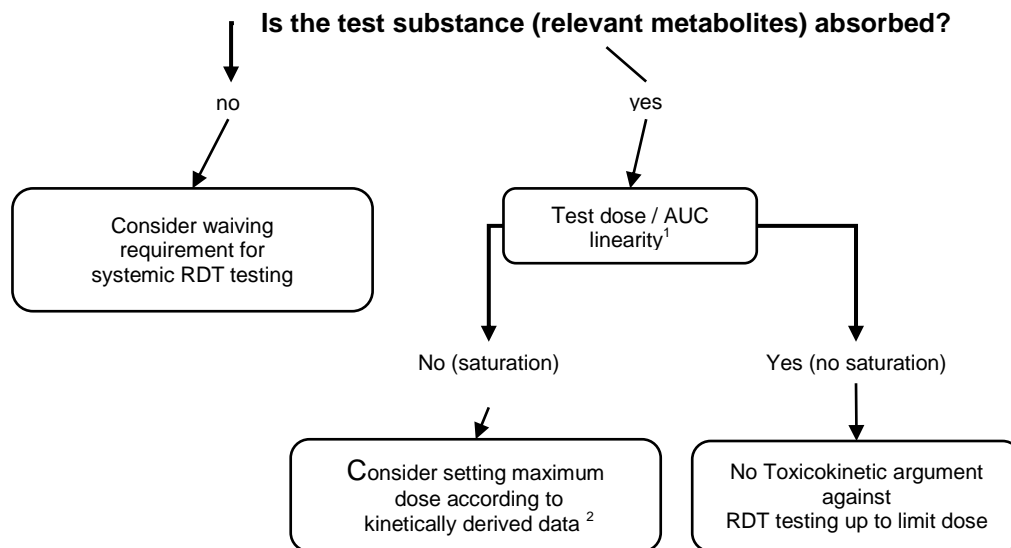 Is the test substance (relevant metabolites) absorbed?
no
yes
Consider waiving
requirement for
systemic RDT testing
Test dose / AUC
linearity1
No (saturation)
Yes (no saturation)
Consider setting maximum
dose according to
kinetically derived data 2
No Toxicokinetic argument
against
RDT testing up to limit dose